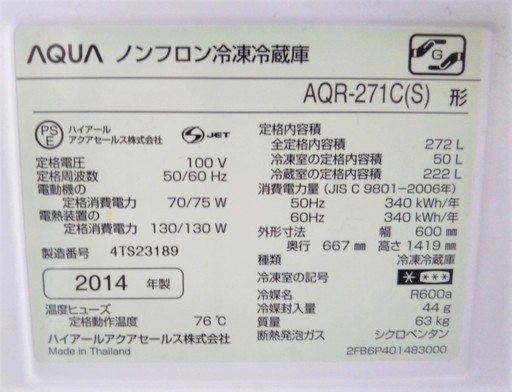 AQUA ノンフロン冷凍冷蔵庫
G
AQR-271C(S) 形
PSE ハイアール
アクアセールス株式会社
S JET
定格電圧 100 V
定格周波数 50/60 Hz
電動機の
定格消費電力 70/75 W
電熱装置の
定格消費電力 130/130 W
製造番号 4TS23189
2014 年製
温度ヒューズ
定格動作温度 76 ℃
ハイアールアクアセールス株式会社
Made in Thailand
定格内容積
全定格内容積 272 L
冷凍室の定格内容積 50 L
冷蔵室の定格内容積 222 L
消費電力量 (JIS C 9801-2006年)
50Hz 340 kWh/年
60Hz 340 kWh/年
外形寸法 幅 600 ㎜
奥行 667 ㎜ 高さ 1419 ㎜
種類 冷凍冷蔵庫
冷凍室の記号 * ***
冷媒名 R600a
冷媒封入量 44 g
質量 63 kg
断熱発泡ガス シクロペンタン
2FB6P401483000